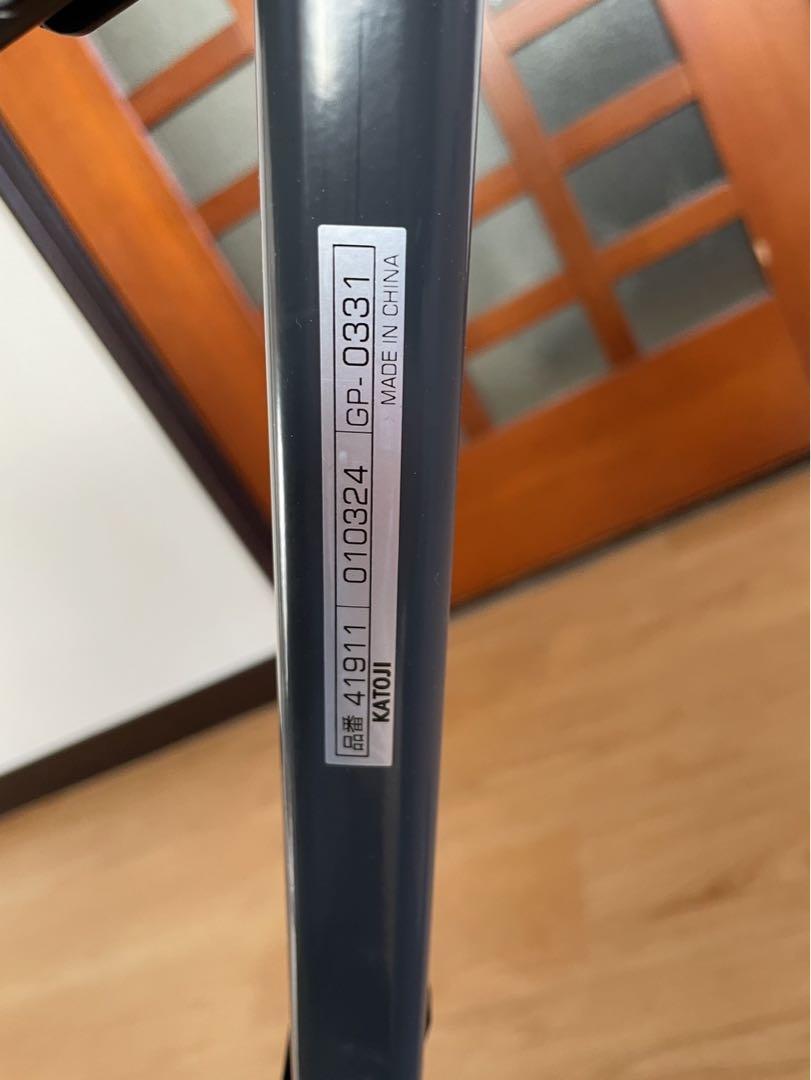 品番 41911 010324 GP-0331
KATOJI MADE IN CHINA